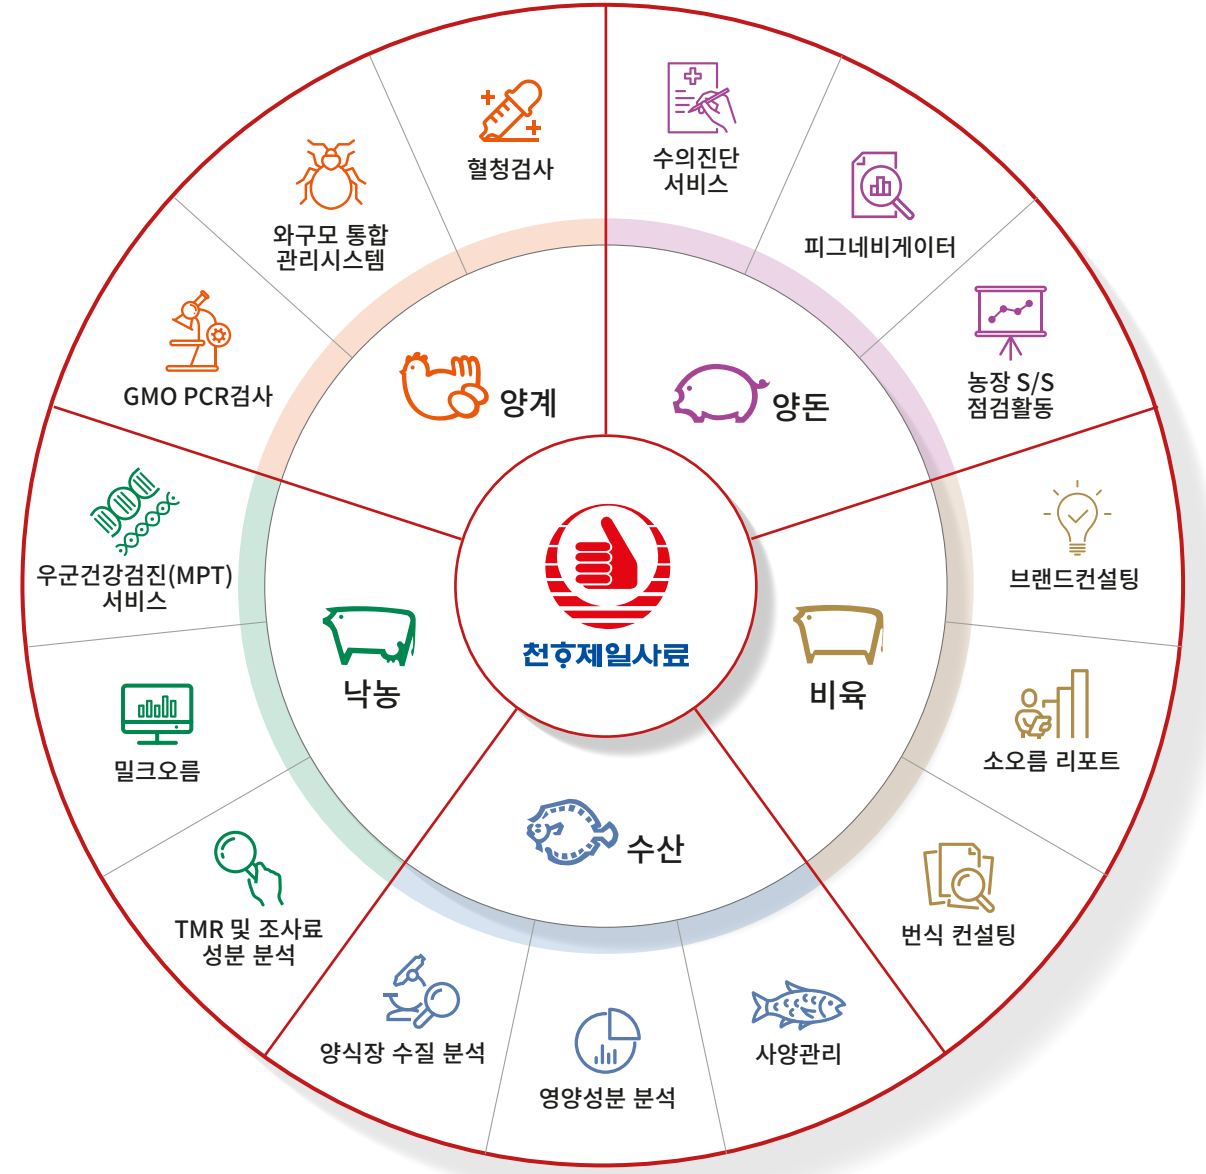 혈청검사
와구모 통합
관리시스템
GMO PCR검사
양계
수의진단
서비스
피그네비게이터
농장 S/S
점검활동
양돈
천하제일사료
우군건강검진(MPT)
서비스
밀크오름
TMR 및 조사료
성분 분석
낙농
브랜드컨설팅
소오름 리포트
번식 컨설팅
비육
수산
양식장 수질 분석
영양성분 분석
사양관리